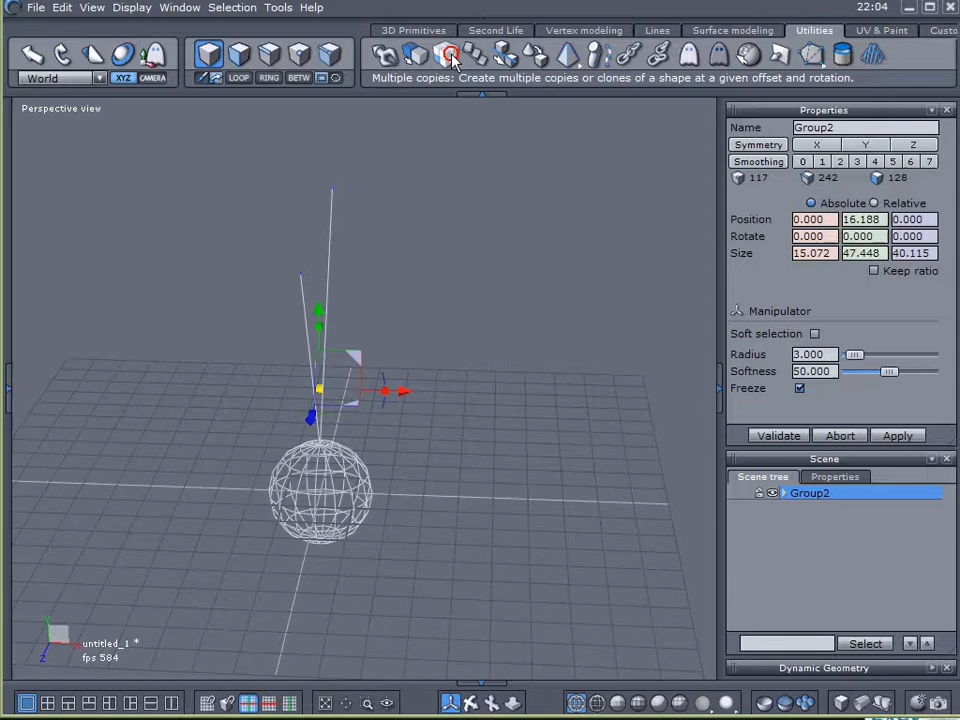 File Edit View Display Window Selection Tools Help 22:04
3D Primitives Second Life Vertex modeling Lines Surface modeling Utilities UV & Paint Custo
World XYZ CAMERA LOOP RING BETW
Multiple copies: Create multiple copies or clones of a shape at a given offset and rotation.
Perspective view
Properties
Name Group2
Symmetry X Y Z
Smoothing 0 1 2 3 4 5 6 7
117 242 128
Absolute Relative
Position 0.000 16.188 0.000
Rotate 0.000 0.000 0.000
Size 15.072 47.448 40.115
Keep ratio
Manipulator
Soft selection
Radius 3.000
Softness 50.000
Freeze
Validate Abort Apply
Scene
Scene tree Properties
Group2
Y
X
Z
untitled_1 *
fps 584
Select
Dynamic Geometry